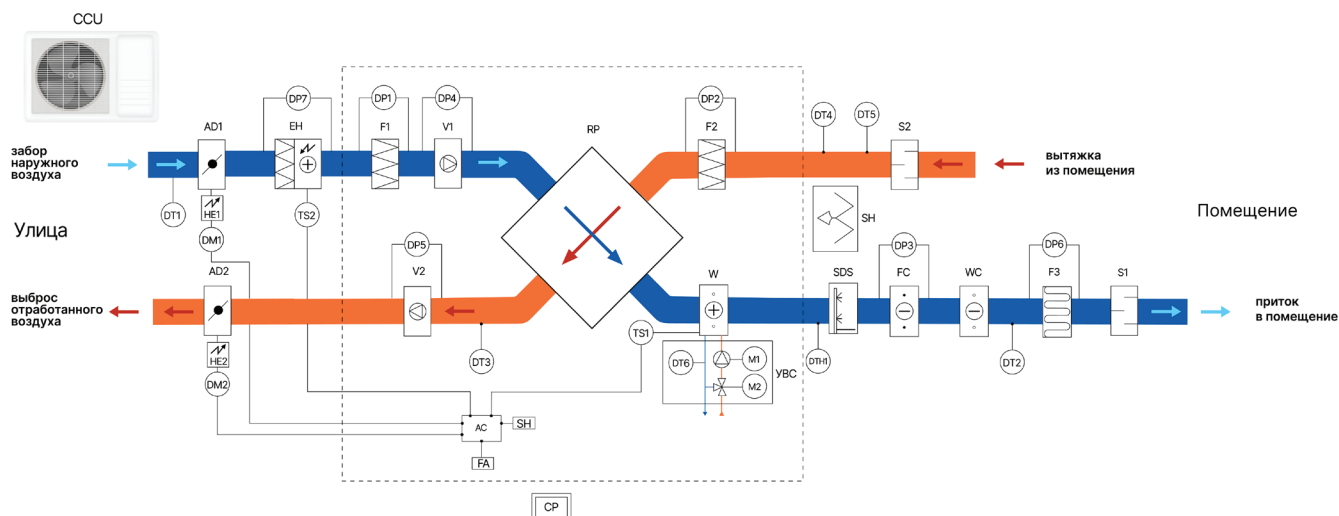 CCU
DP7
DP1
DP4
DP2
DT4
DT5
S2
AD1
EH
F1
V1
RP
F2
забор
наружного
воздуха
вытяжка
из помещения
DT1
HE1
TS2
SH
DM1
Улица
Помещение
DP5
DP3
DP6
AD2
V2
W
SDS
FC
WC
F3
S1
выброс
отработанного
воздуха
приток
в помещение
TS1
HE2
DT3
DT6
M1
УВС
DTH1
DT2
DM2
M2
AC
SH
FA
CP